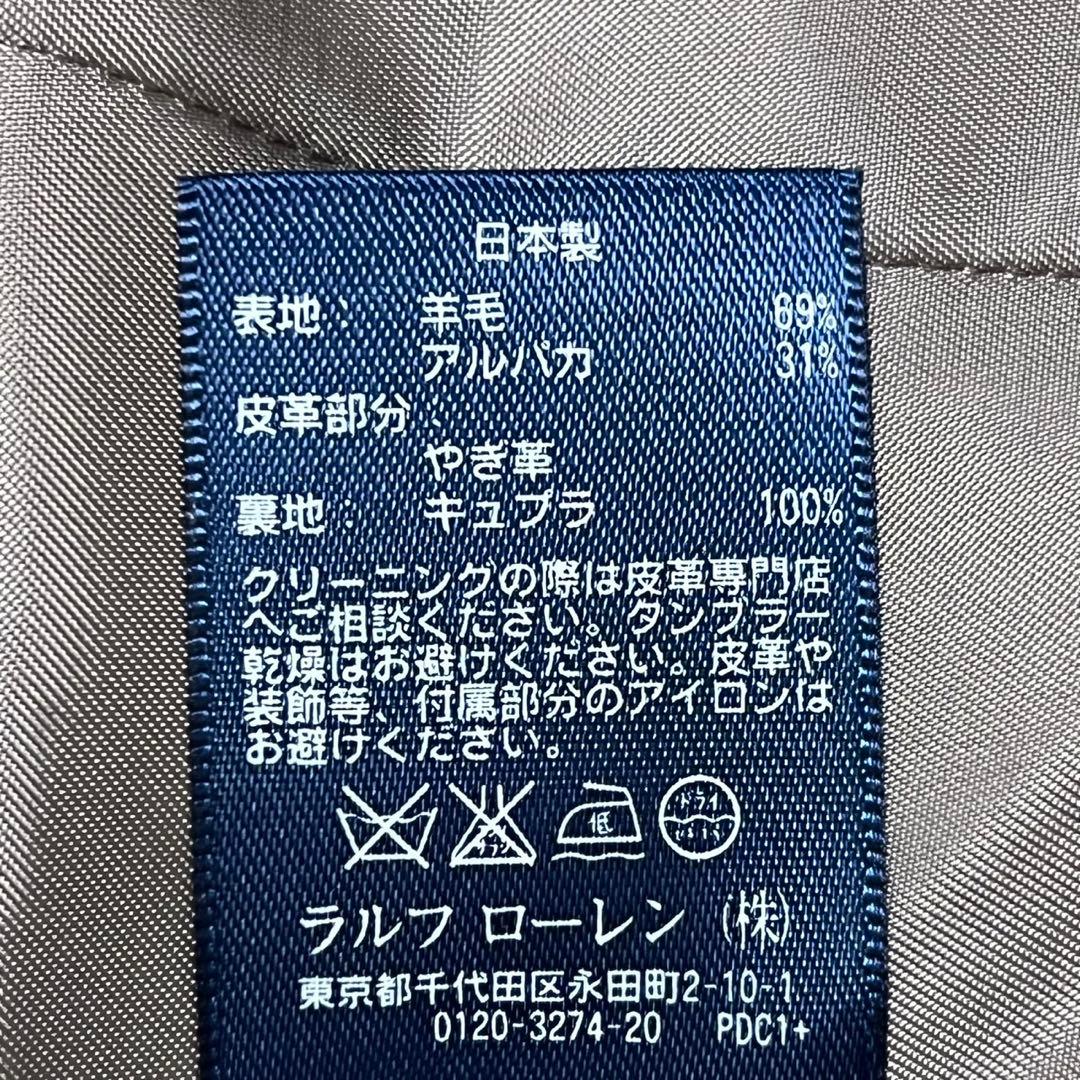 日本製
表地： 羊毛 69%
アルパカ 31%
皮革部分：
やぎ革
裏地： キュプラ 100%
クリーニングの際は皮革専門店
へご相談ください。タンブラー
乾燥はお避けください。皮革や
装飾等、付属部分のアイロンは
お避けください。
低 ドライ
ラルフ ローレン (株)
東京都千代田区永田町2-10-1
0120-3274-20 PDC1+